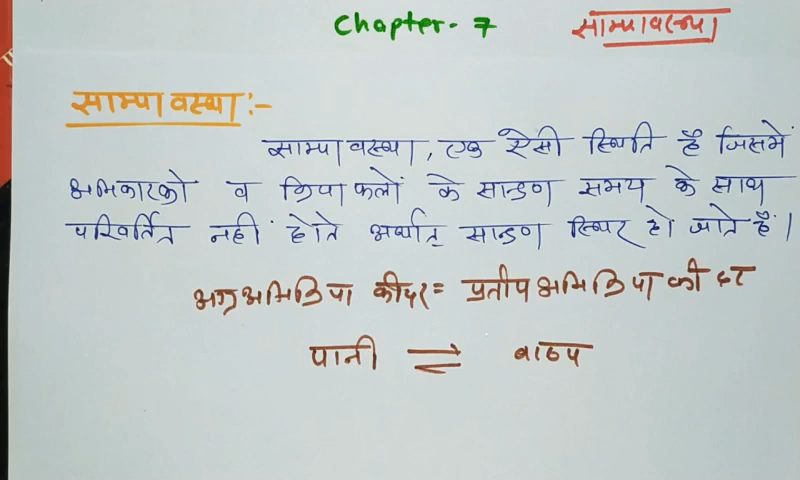 Chapter - 7 साम्यावस्था
साम्यावस्था :-
साम्यावस्था, एक ऐसी स्थिति है जिसमें
अभिकारको व क्रियाफलों के सान्द्रण समय के साथ
परिवर्तित नहीं होते अर्थात् सान्द्रण स्थिर हो जाते हैं।
अग्र अभिक्रिया की दर = प्रतीप अभिक्रिया की दर
पानी ⇌ वाष्प